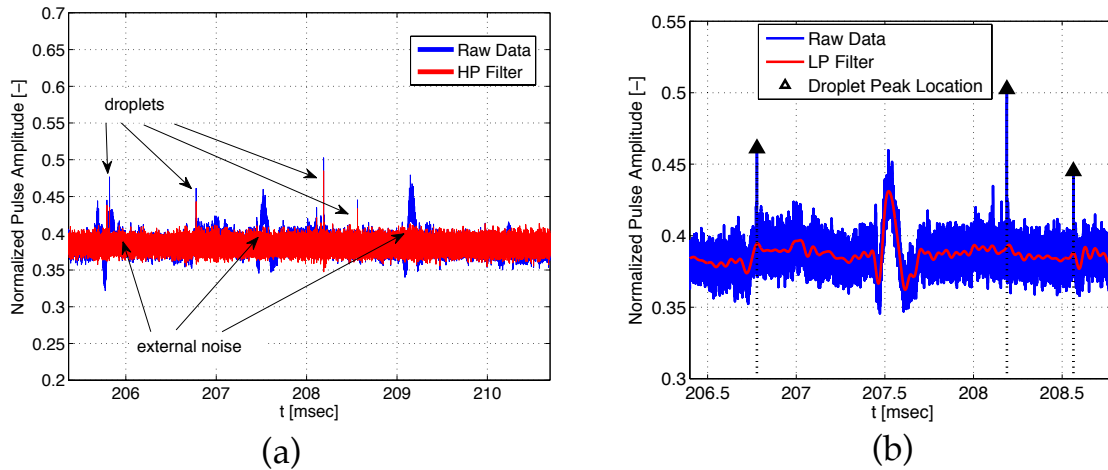 0.7
0.65
0.6
0.55
0.5
0.45
0.4
0.35
0.3
0.25
0.2
Normalized Pulse Amplitude [-]
Raw Data
HP Filter
droplets
external noise
206
207
208
209
210
t [msec]
(a)
0.55
0.5
0.45
0.4
0.35
0.3
Normalized Pulse Amplitude [-]
Raw Data
LP Filter
Droplet Peak Location
206.5
207
207.5
208
208.5
t [msec]
(b)